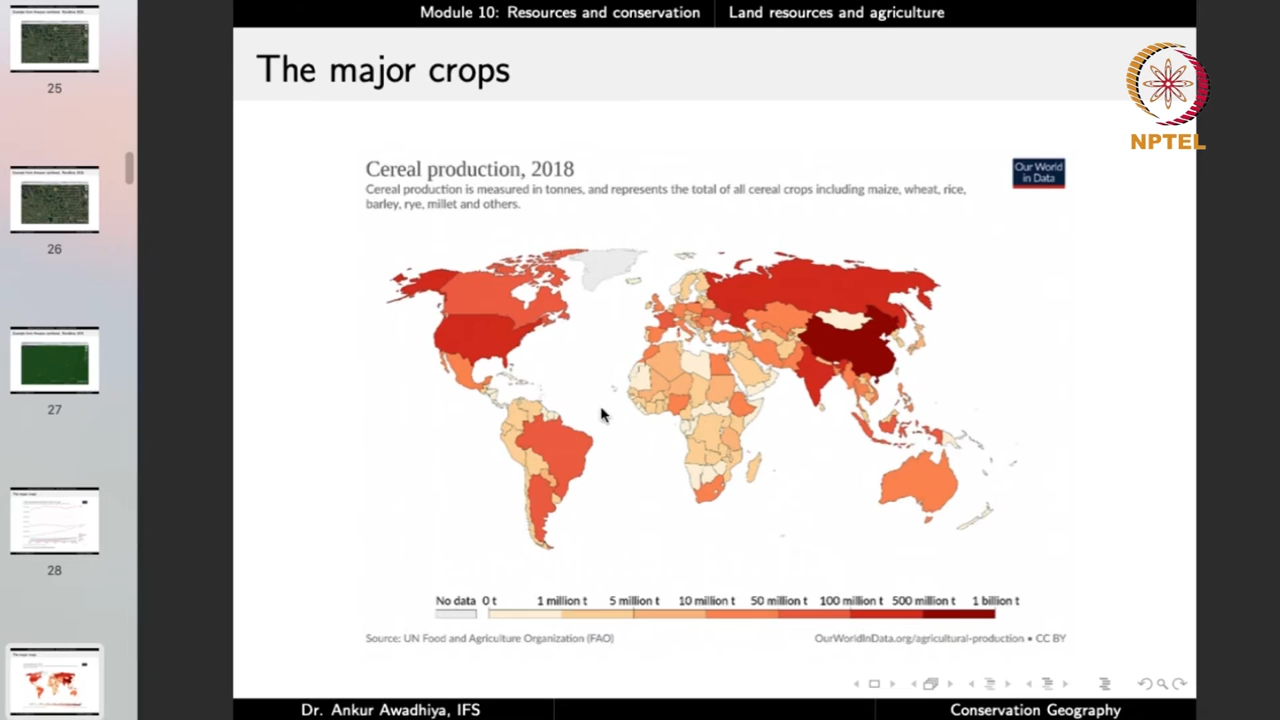 Module 10: Resources and conservation
Land resources and agriculture
The major crops
NPTEL
Cereal production, 2018
Our World
in Data
Cereal production is measured in tonnes, and represents the total of all cereal crops including maize, wheat, rice,
barley, rye, millet and others.
No data
0 t
1 million t
5 million t
10 million t
50 million t
100 million t
500 million t
1 billion t
Source: UN Food and Agriculture Organization (FAO)
OurWorldInData.org/agricultural-production • CC BY
Dr. Ankur Awadhiya, IFS
Conservation Geography
25
26
27
28